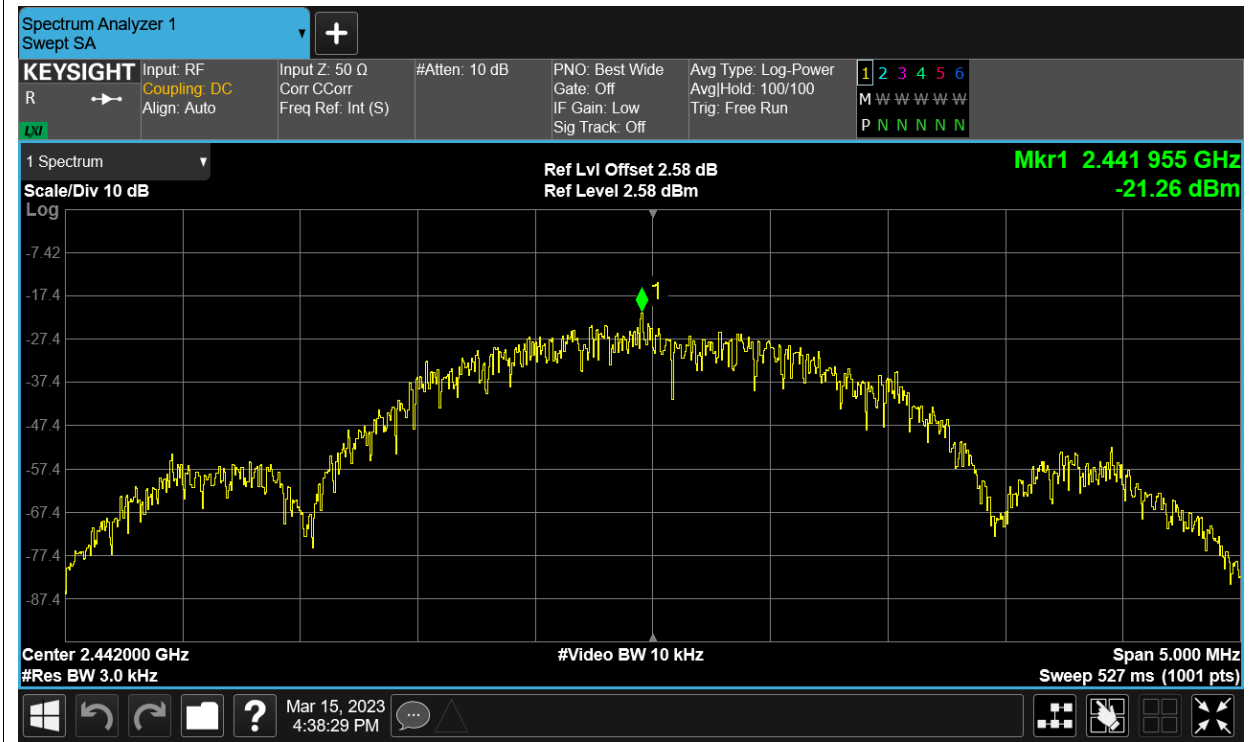 Spectrum Analyzer 1
Swept SA
KEYSIGHT
R
LXI
Input: RF
Coupling: DC
Align: Auto
Input Z: 50 Ω
Corr CCorr
Freq Ref: Int (S)
#Atten: 10 dB
PNO: Best Wide
Gate: Off
IF Gain: Low
Sig Track: Off
Avg Type: Log-Power
Avg|Hold: 100/100
Trig: Free Run
1 2 3 4 5 6
M W W W W W
P N N N N N
1 Spectrum
Scale/Div 10 dB
Ref Lvl Offset 2.58 dB
Ref Level 2.58 dBm
Mkr1 2.441 955 GHz
-21.26 dBm
Log
-7.42
-17.4
-27.4
-37.4
-47.4
-57.4
-67.4
-77.4
-87.4
1
Center 2.442000 GHz
#Video BW 10 kHz
Span 5.000 MHz
#Res BW 3.0 kHz
Sweep 527 ms (1001 pts)
?
Mar 15, 2023
4:38:29 PM